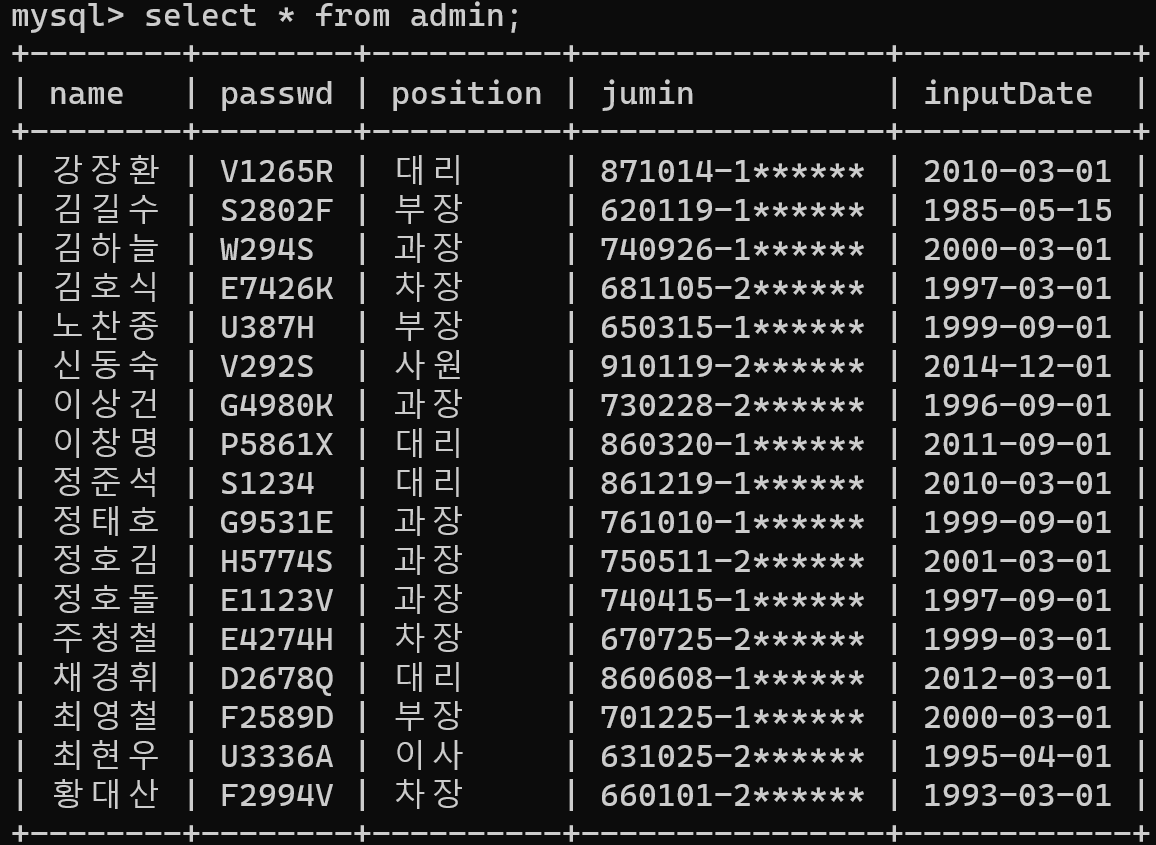 mysql> select * from admin;
+--------+--------+----------+----------------+------------+
| name   | passwd | position | jumin          | inputDate  |
+--------+--------+----------+----------------+------------+
| 강장환 | V1265R | 대리     | 871014-1****** | 2010-03-01 |
| 김길수 | S2802F | 부장     | 620119-1****** | 1985-05-15 |
| 김하늘 | W294S  | 과장     | 740926-1****** | 2000-03-01 |
| 김호식 | E7426K | 차장     | 681105-2****** | 1997-03-01 |
| 노찬종 | U387H  | 부장     | 650315-1****** | 1999-09-01 |
| 신동숙 | V292S  | 사원     | 910119-2****** | 2014-12-01 |
| 이상건 | G4980K | 과장     | 730228-2****** | 1996-09-01 |
| 이창명 | P5861X | 대리     | 860320-1****** | 2011-09-01 |
| 정준석 | S1234  | 대리     | 861219-1****** | 2010-03-01 |
| 정태호 | G9531E | 과장     | 761010-1****** | 1999-09-01 |
| 정호김 | H5774S | 과장     | 750511-2****** | 2001-03-01 |
| 정호돌 | E1123V | 과장     | 740415-1****** | 1997-09-01 |
| 주청철 | E4274H | 차장     | 670725-2****** | 1999-03-01 |
| 채경휘 | D2678Q | 대리     | 860608-1****** | 2012-03-01 |
| 최영철 | F2589D | 부장     | 701225-1****** | 2000-03-01 |
| 최현우 | U3336A | 이사     | 631025-2****** | 1995-04-01 |
| 황대산 | F2994V | 차장     | 660101-2****** | 1993-03-01 |
+--------+--------+----------+----------------+------------+